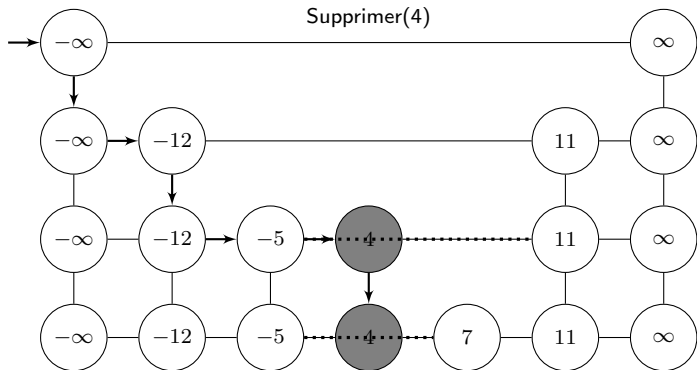 Supprimer(4)
−∞ ∞
−∞ −12 11 ∞
−∞ −12 −5 4 11 ∞
−∞ −12 −5 4 7 11 ∞